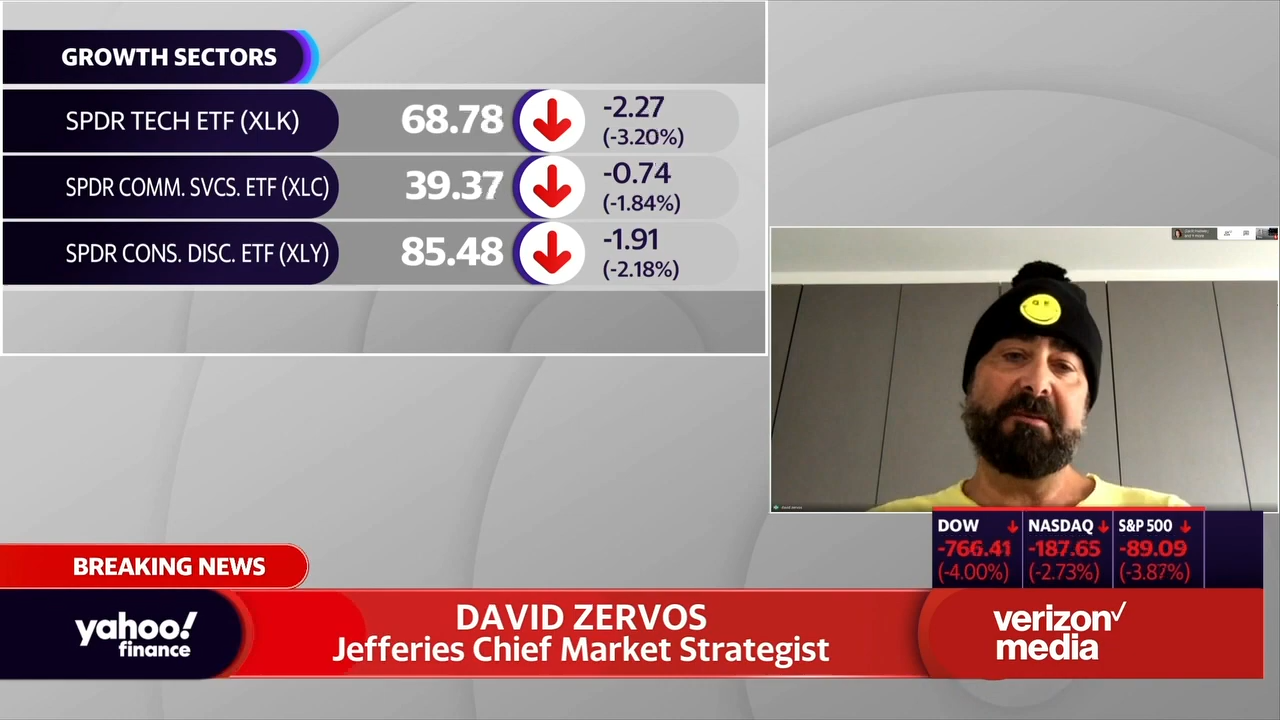 GROWTH SECTORS
SPDR TECH ETF (XLK)
68.78
-2.27
(-3.20%)
SPDR COMM. SVCS. ETF (XLC)
39.37
-0.74
(-1.84%)
SPDR CONS. DISC. ETF (XLY)
85.48
-1.91
(-2.18%)
DOW
-766.41
(-4.00%)
NASDAQ
-187.65
(-2.73%)
S&P 500
-89.09
(-3.87%)
BREAKING NEWS
yahoo!
finance
DAVID ZERVOS
Jefferies Chief Market Strategist
verizon✓
media